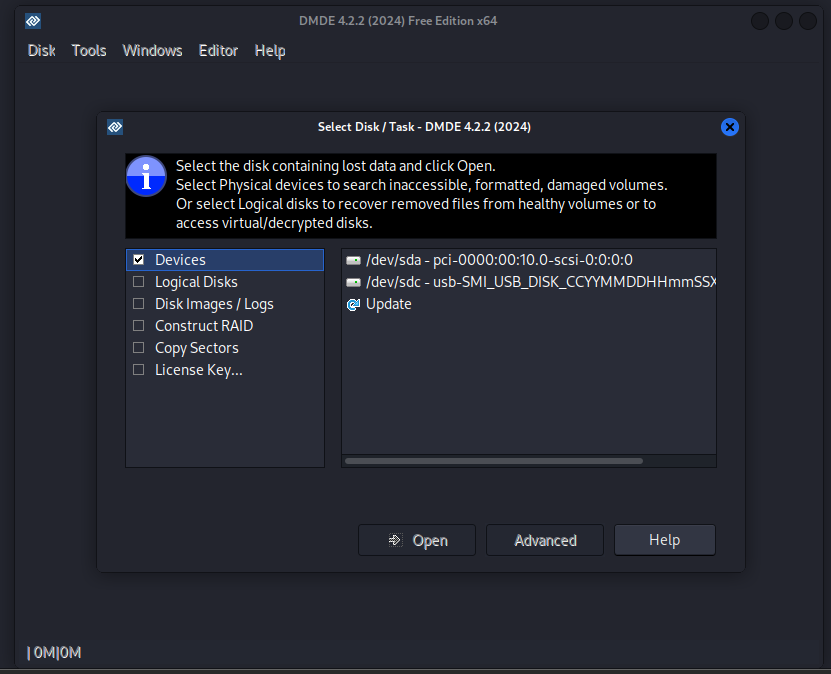 DMDE 4.2.2 (2024) Free Edition x64
Disk Tools Windows Editor Help
Select Disk / Task - DMDE 4.2.2 (2024)
Select the disk containing lost data and click Open.
Select Physical devices to search inaccessible, formatted, damaged volumes.
Or select Logical disks to recover removed files from healthy volumes or to
access virtual/decrypted disks.
Devices
Logical Disks
Disk Images / Logs
Construct RAID
Copy Sectors
License Key...
/dev/sda - pci-0000:00:10.0-scsi-0:0:0:0
/dev/sdc - usb-SMI_USB_DISK_CCYYMMDDHHmmSSX
Update
Open
Advanced
Help
| 0M|0M